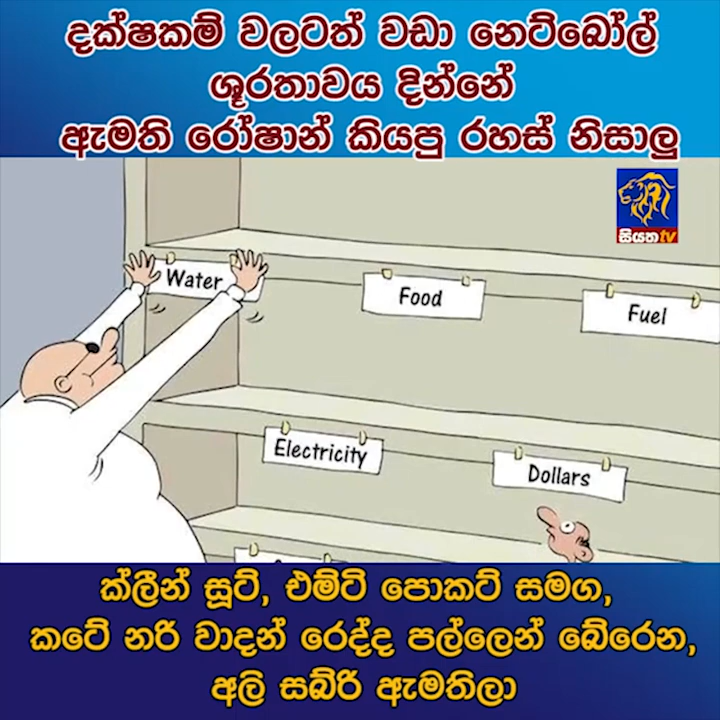 දක්ෂකම් වලටත් වඩා නෙට්බෝල්
ශූරතාවය දින්නේ
ඇමති රෝෂාන් කියපු රහස් නිසාලු
සියත tv
Water
Food
Fuel
Electricity
Dollars
ක්ලීන් සූට්, එම්ටි පොකට් සමග,
කටේ නරි වාදන් රෙද්ද පල්ලෙන් බේරෙන,
අලි සබ්රි ඇමතිලා